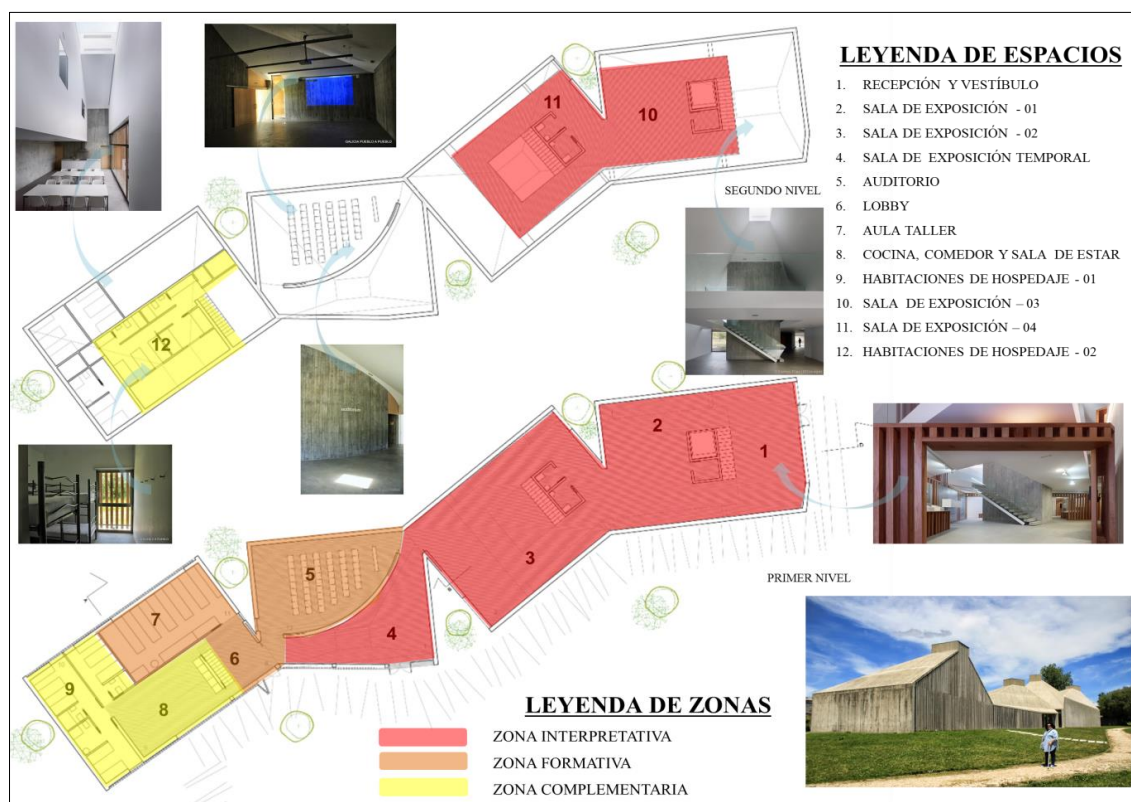 LEYENDA DE ESPACIOS
1. RECEPCIÓN Y VESTÍBULO
2. SALA DE EXPOSICIÓN - 01
3. SALA DE EXPOSICIÓN - 02
4. SALA DE EXPOSICIÓN TEMPORAL
5. AUDITORIO
6. LOBBY
7. AULA TALLER
8. COCINA, COMEDOR Y SALA DE ESTAR
9. HABITACIONES DE HOSPEDAJE - 01
10. SALA DE EXPOSICIÓN – 03
11. SALA DE EXPOSICIÓN – 04
12. HABITACIONES DE HOSPEDAJE - 02
GALICIA PUEBLO A PUEBLO
11
10
SEGUNDO NIVEL
12
2
1
3
PRIMER NIVEL
5
7
4
6
9
8
LEYENDA DE ZONAS
ZONA INTERPRETATIVA
ZONA FORMATIVA
ZONA COMPLEMENTARIA